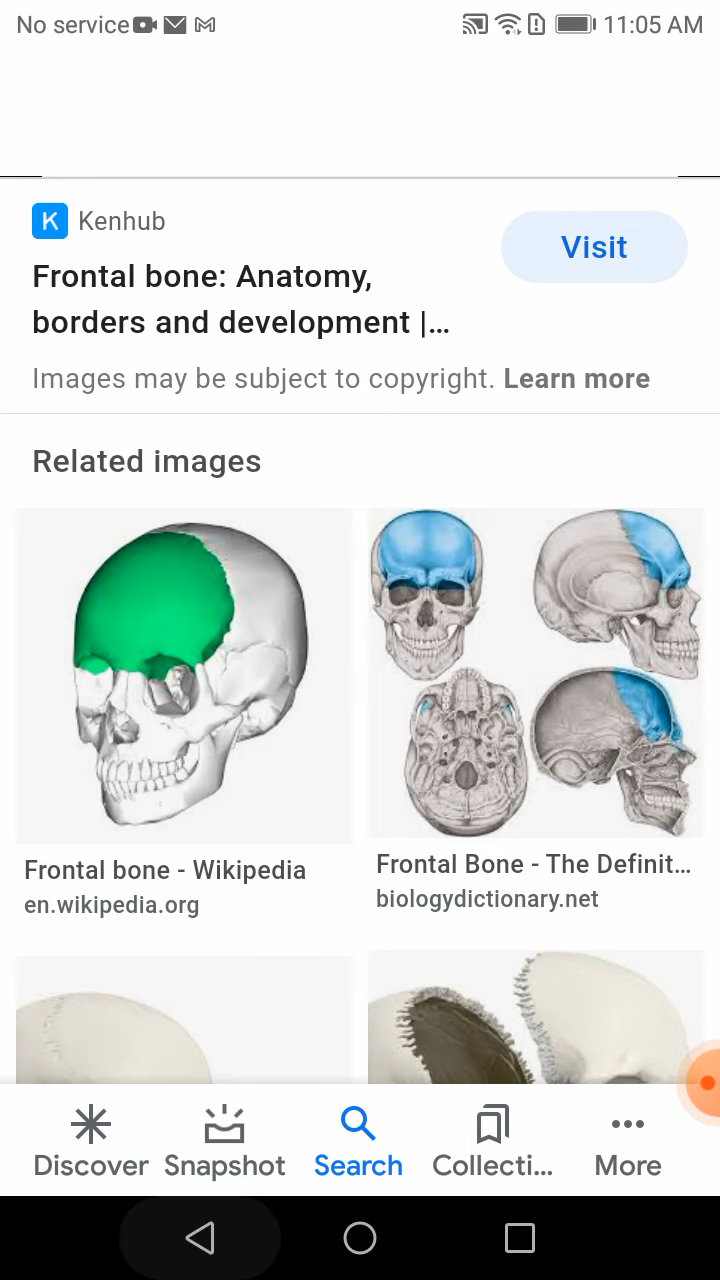 No service 11:05 AM
Kenhub
Visit
Frontal bone: Anatomy,
borders and development |...
Images may be subject to copyright. Learn more
Related images
Frontal bone - Wikipedia
en.wikipedia.org
Frontal Bone - The Definit...
biologydictionary.net
Discover Snapshot Search Collecti... More